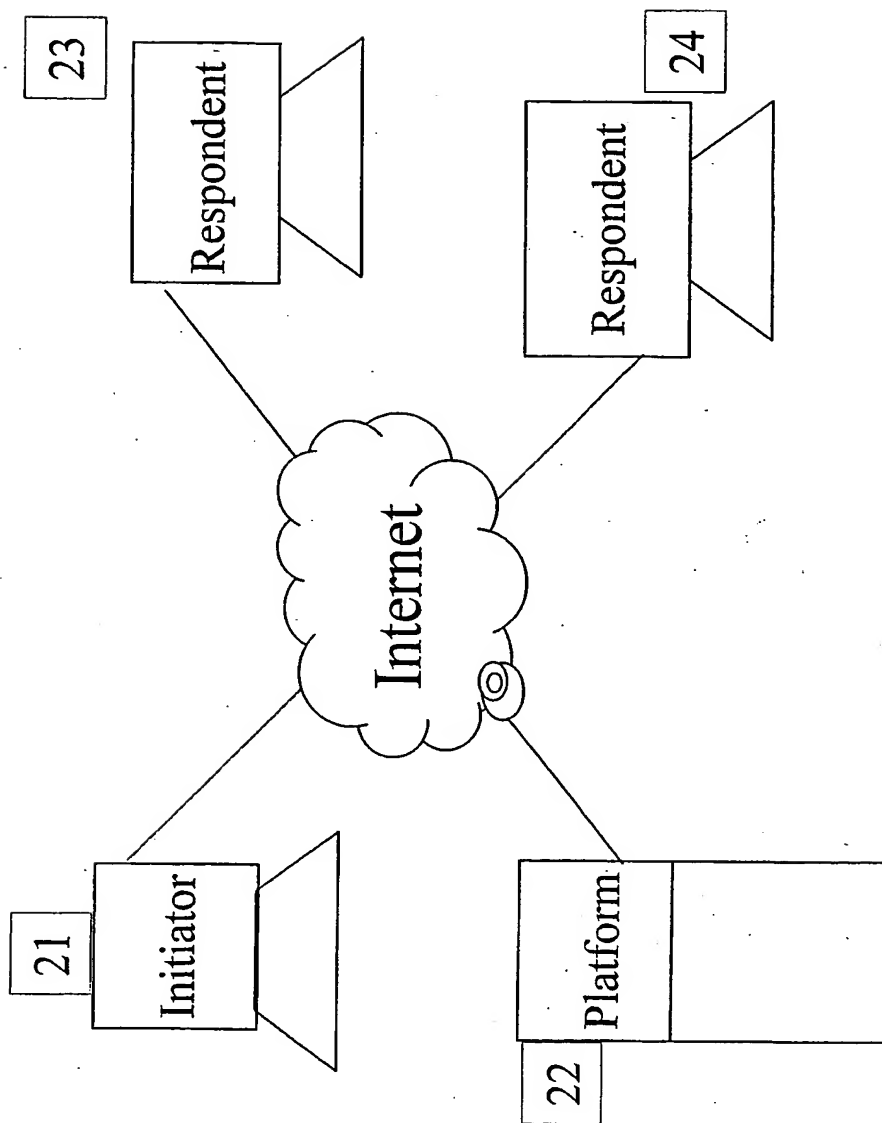 21
23
Initiator
Respondent
Internet
22
Platform
Respondent
24